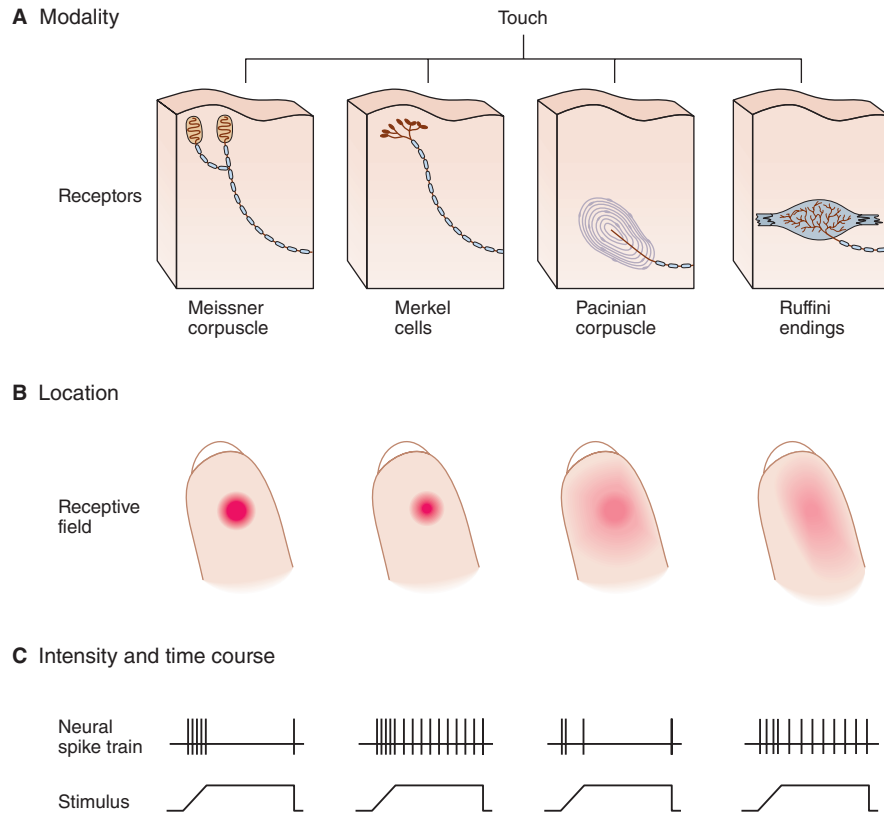 A Modality
Touch
Receptors
Meissner
corpuscle
Merkel
cells
Pacinian
corpuscle
Ruffini
endings
B Location
Receptive
field
C Intensity and time course
Neural
spike train
Stimulus